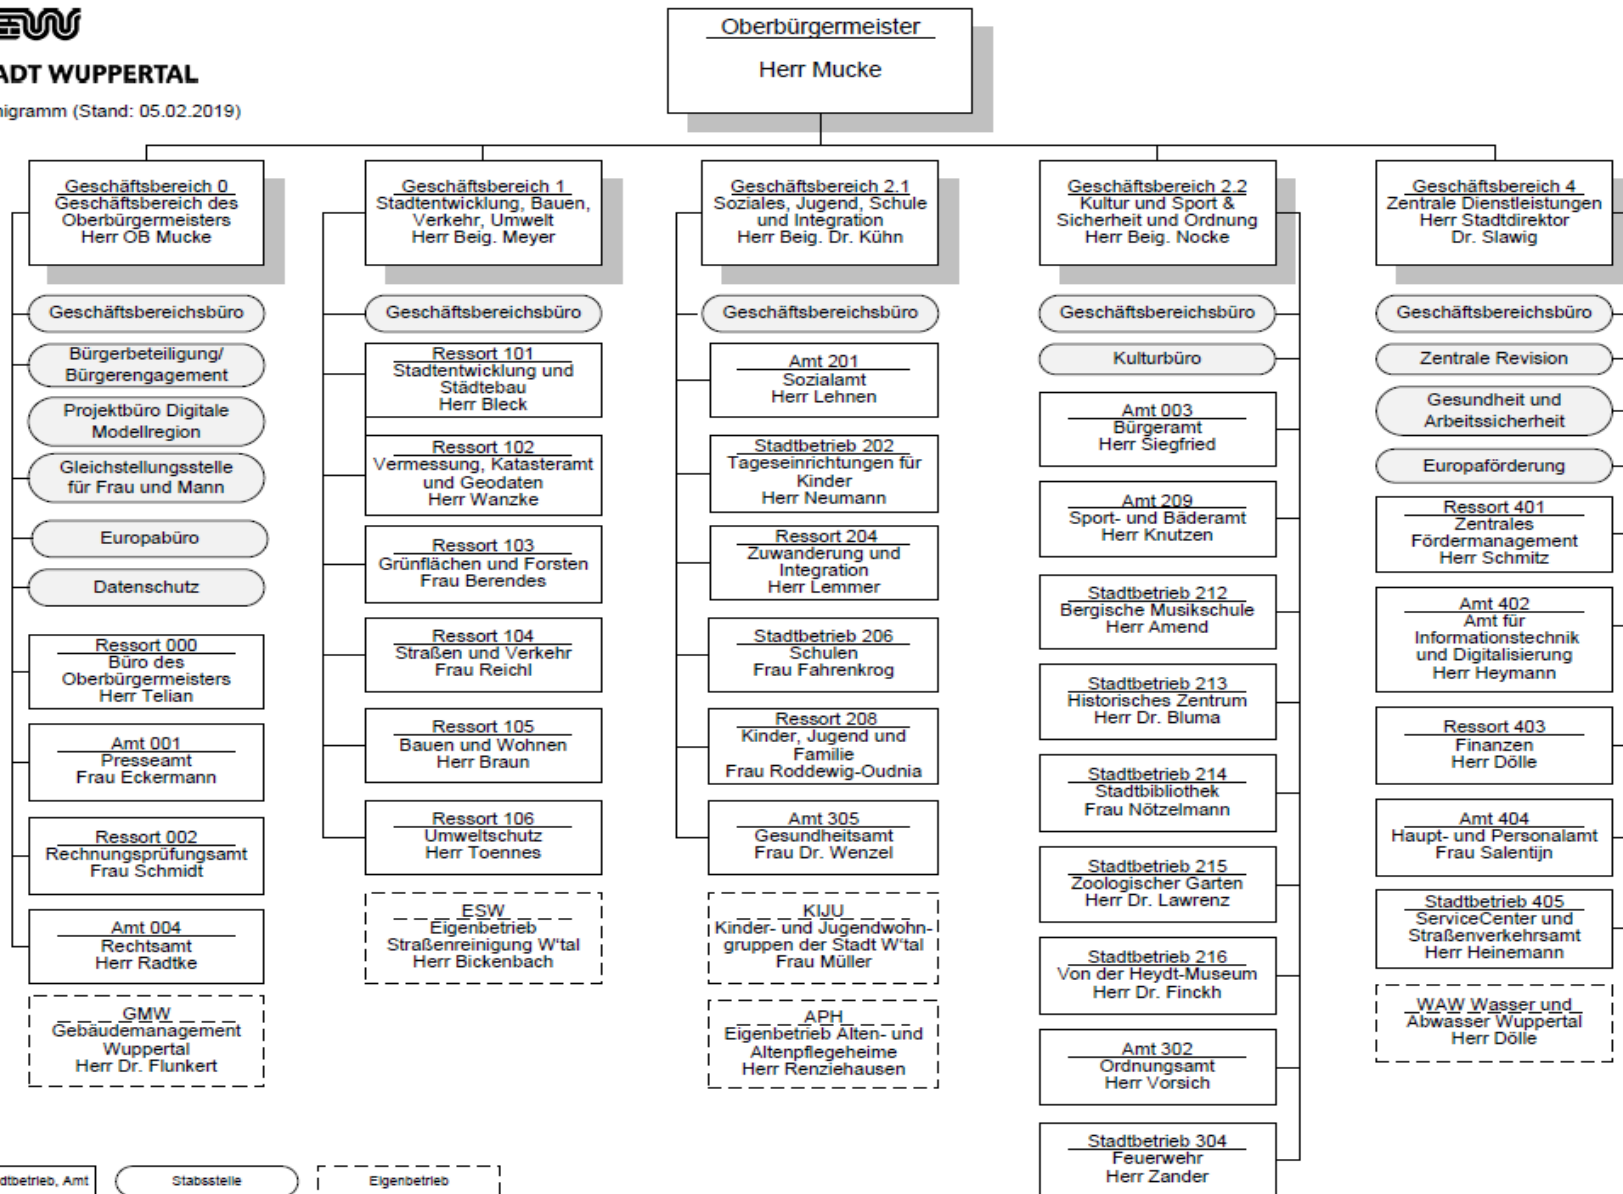 STADT WUPPERTAL
Organigramm (Stand: 05.02.2019)
Oberbürgermeister
Herr Mucke
Geschäftsbereich 0
Geschäftsbereich des
Oberbürgermeisters
Herr OB Mucke
Geschäftsbereichsbüro
Bürgerbeteiligung/
Bürgerengagement
Projektbüro Digitale
Modellregion
Gleichstellungsstelle
für Frau und Mann
Europabüro
Datenschutz
Ressort 000
Büro des
Oberbürgermeisters
Herr Telian
Amt 001
Presseamt
Frau Eckermann
Ressort 002
Rechnungsprüfungsamt
Frau Schmidt
Amt 004
Rechtsamt
Herr Radtke
GMW
Gebäudemanagement
Wuppertal
Herr Dr. Flunkert
Geschäftsbereich 1
Stadtentwicklung, Bauen,
Verkehr, Umwelt
Herr Beig. Meyer
Geschäftsbereichsbüro
Ressort 101
Stadtentwicklung und
Städtebau
Herr Bleck
Ressort 102
Vermessung, Katasteramt
und Geodaten
Herr Wanzke
Ressort 103
Grünflächen und Forsten
Frau Berendes
Ressort 104
Straßen und Verkehr
Frau Reichl
Ressort 105
Bauen und Wohnen
Herr Braun
Ressort 106
Umweltschutz
Herr Toennes
ESW
Eigenbetrieb
Straßenreinigung W'tal
Herr Bickenbach
Geschäftsbereich 2.1
Soziales, Jugend, Schule
und Integration
Herr Beig. Dr. Kühn
Geschäftsbereichsbüro
Amt 201
Sozialamt
Herr Lehnen
Stadtbetrieb 202
Tageseinrichtungen für
Kinder
Herr Neumann
Ressort 204
Zuwanderung und
Integration
Herr Lemmer
Stadtbetrieb 206
Schulen
Frau Fahrenkrog
Ressort 208
Kinder, Jugend und
Familie
Frau Roddewig-Oudnia
Amt 305
Gesundheitsamt
Frau Dr. Wenzel
KIJU
Kinder- und Jugendwohn-
gruppen der Stadt W'tal
Frau Müller
APH
Eigenbetrieb Alten- und
Altenpflegeheime
Herr Renziehausen
Geschäftsbereich 2.2
Kultur und Sport &
Sicherheit und Ordnung
Herr Beig. Nocke
Geschäftsbereichsbüro
Kulturbüro
Amt 003
Bürgeramt
Herr Siegfried
Amt 209
Sport- und Bäderamt
Herr Knutzen
Stadtbetrieb 212
Bergische Musikschule
Herr Amend
Stadtbetrieb 213
Historisches Zentrum
Herr Dr. Bluma
Stadtbetrieb 214
Stadtbibliothek
Frau Nötzelmann
Stadtbetrieb 215
Zoologischer Garten
Herr Dr. Lawrenz
Stadtbetrieb 216
Von der Heydt-Museum
Herr Dr. Finckh
Amt 302
Ordnungsamt
Herr Vorsich
Stadtbetrieb 304
Feuerwehr
Herr Zander
Geschäftsbereich 4
Zentrale Dienstleistungen
Herr Stadtdirektor
Dr. Slawig
Geschäftsbereichsbüro
Zentrale Revision
Gesundheit und
Arbeitssicherheit
Europaförderung
Ressort 401
Zentrales
Fördermanagement
Herr Schmitz
Amt 402
Amt für
Informationstechnik
und Digitalisierung
Herr Heymann
Ressort 403
Finanzen
Herr Dölle
Amt 404
Haupt- und Personalamt
Frau Salentijn
Stadtbetrieb 405
ServiceCenter und
Straßenverkehrsamt
Herr Heinemann
WAW Wasser und
Abwasser Wuppertal
Herr Dölle
dtbetrieb, Amt
Stabsstelle
Eigenbetrieb